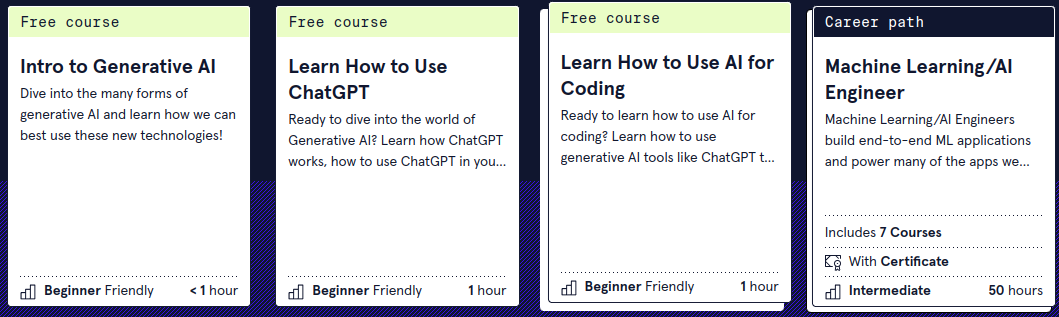 Free course
Intro to Generative AI
Dive into the many forms of
generative AI and learn how we can
best use these new technologies!
Beginner Friendly
< 1 hour
Free course
Learn How to Use
ChatGPT
Ready to dive into the world of
Generative AI? Learn how ChatGPT
works, how to use ChatGPT in you...
Beginner Friendly
1 hour
Free course
Learn How to Use AI for
Coding
Ready to learn how to use AI for
coding? Learn how to use
generative AI tools like ChatGPT t...
Beginner Friendly
1 hour
Career path
Machine Learning/AI
Engineer
Machine Learning/AI Engineers
build end-to-end ML applications
and power many of the apps we...
Includes 7 Courses
With Certificate
Intermediate
50 hours